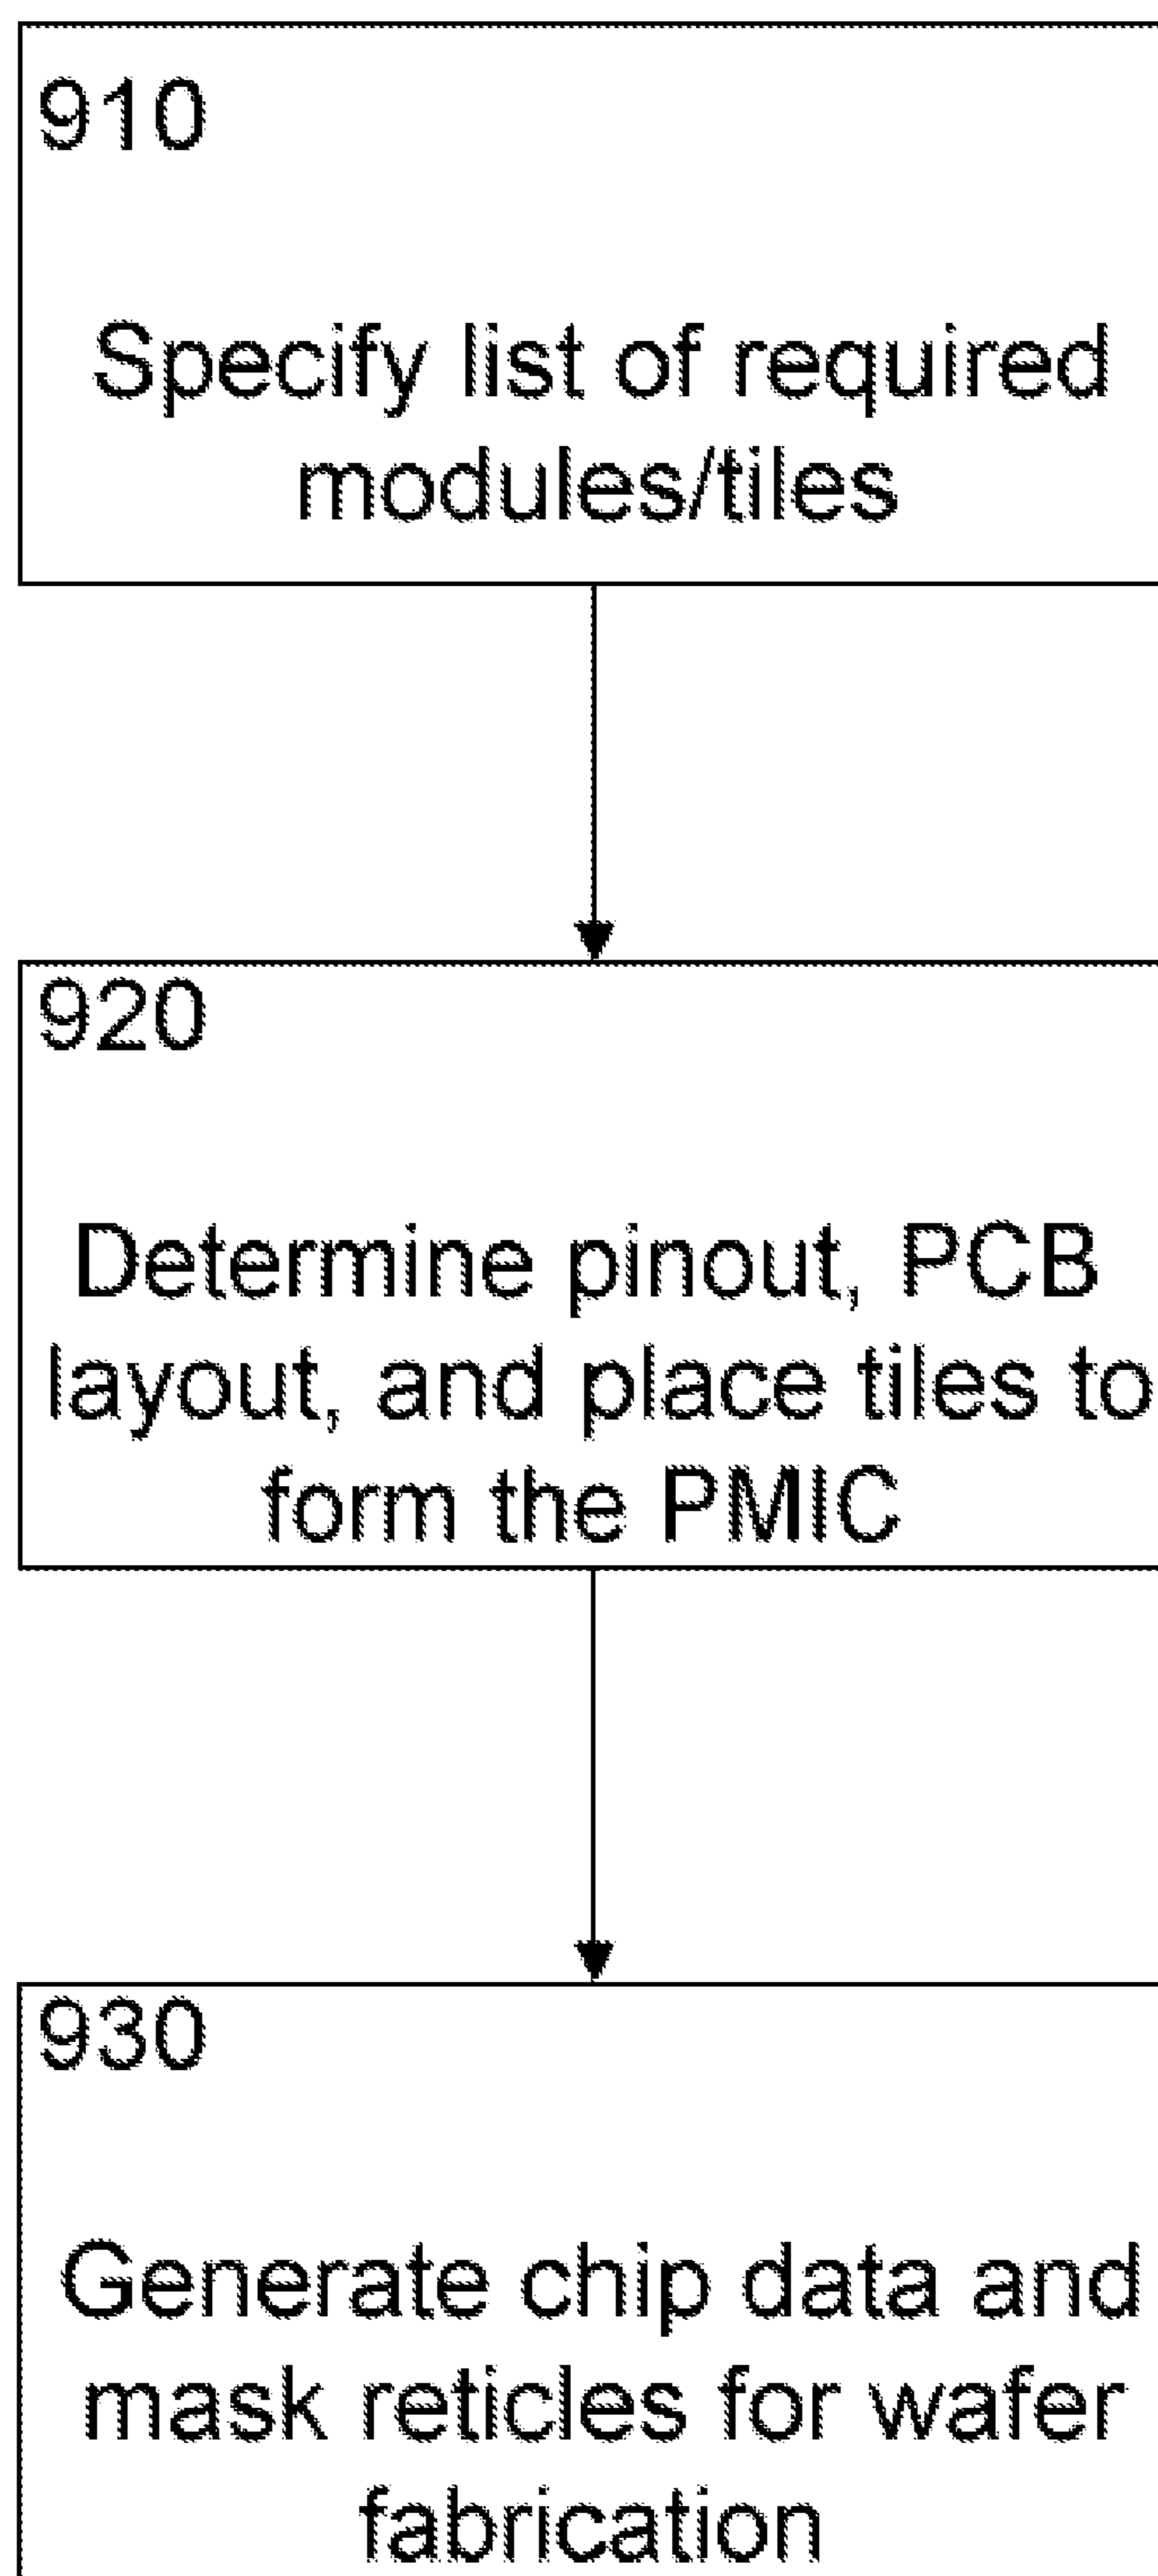 910
Specify list of required
modules/tiles
920
Determine pinout, PCB
layout, and place tiles to
form the PMIC
930
Generate chip data and
mask reticles for wafer
fabrication